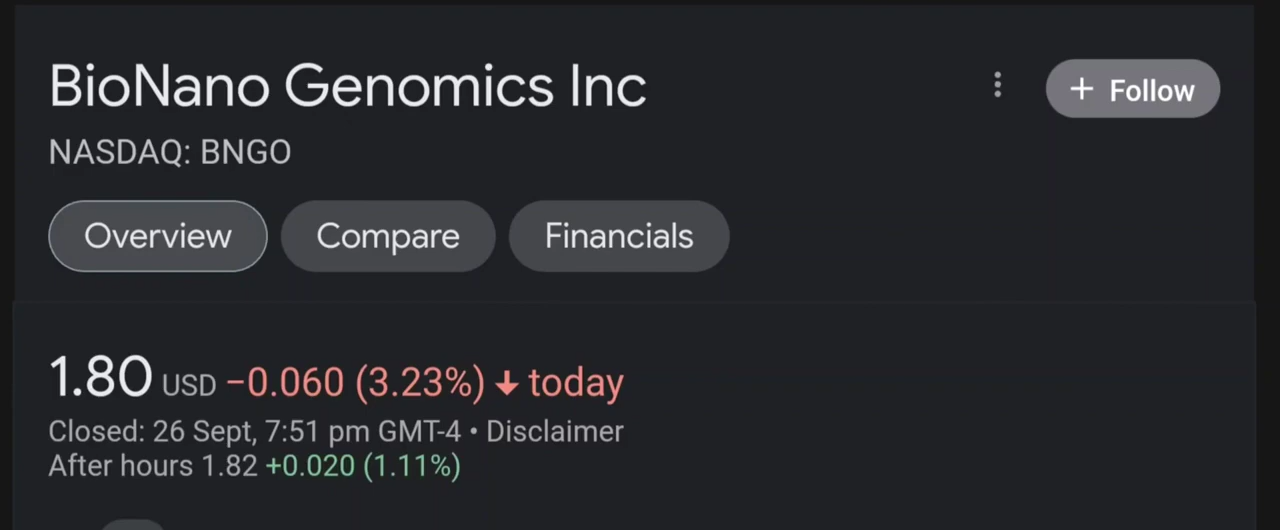 BioNano Genomics Inc
+ Follow
NASDAQ: BNGO
Overview
Compare
Financials
1.80 USD −0.060 (3.23%) ↓ today
Closed: 26 Sept, 7:51 pm GMT-4 • Disclaimer
After hours 1.82 +0.020 (1.11%)